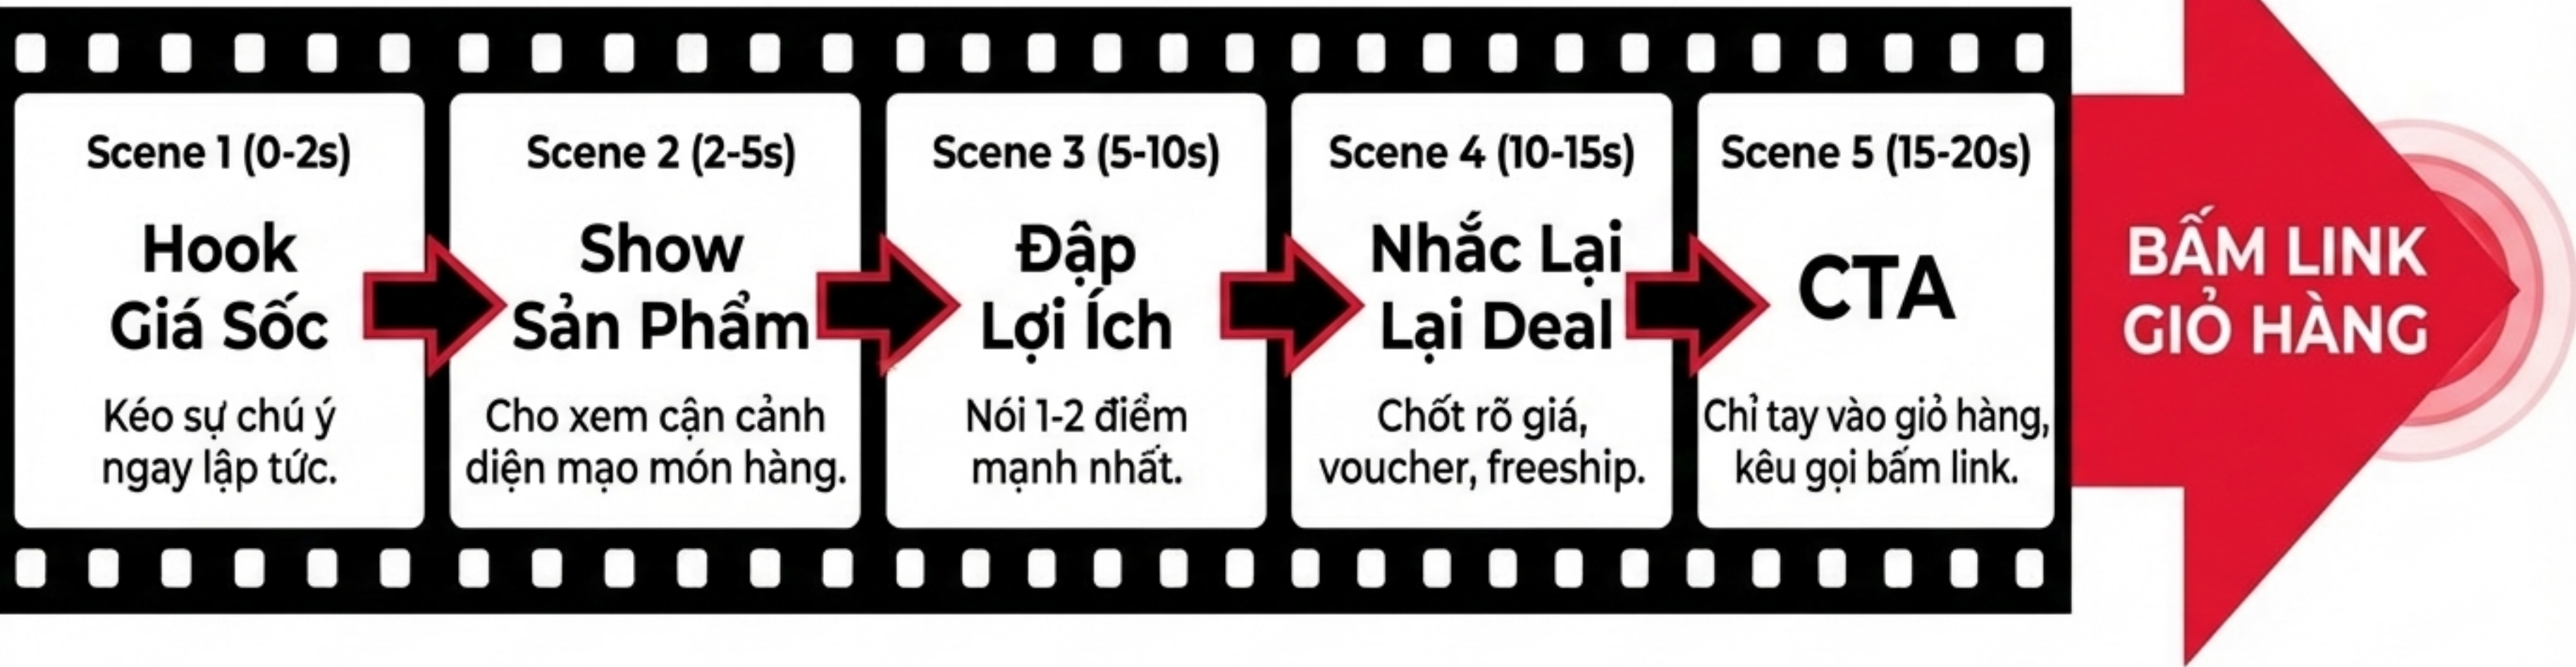 Scene 1 (0-2s)
Hook
Giá Sốc
Kéo sự chú ý
ngay lập tức.
Scene 2 (2-5s)
Show
Sản Phẩm
Cho xem cận cảnh
diện mạo món hàng.
Scene 3 (5-10s)
Đập
Lợi Ích
Nói 1-2 điểm
mạnh nhất.
Scene 4 (10-15s)
Nhắc Lại
Lại Deal
Chốt rõ giá,
voucher, freeship.
Scene 5 (15-20s)
CTA
Chỉ tay vào giỏ hàng,
kêu gọi bấm link.
BẤM LINK
GIỎ HÀNG